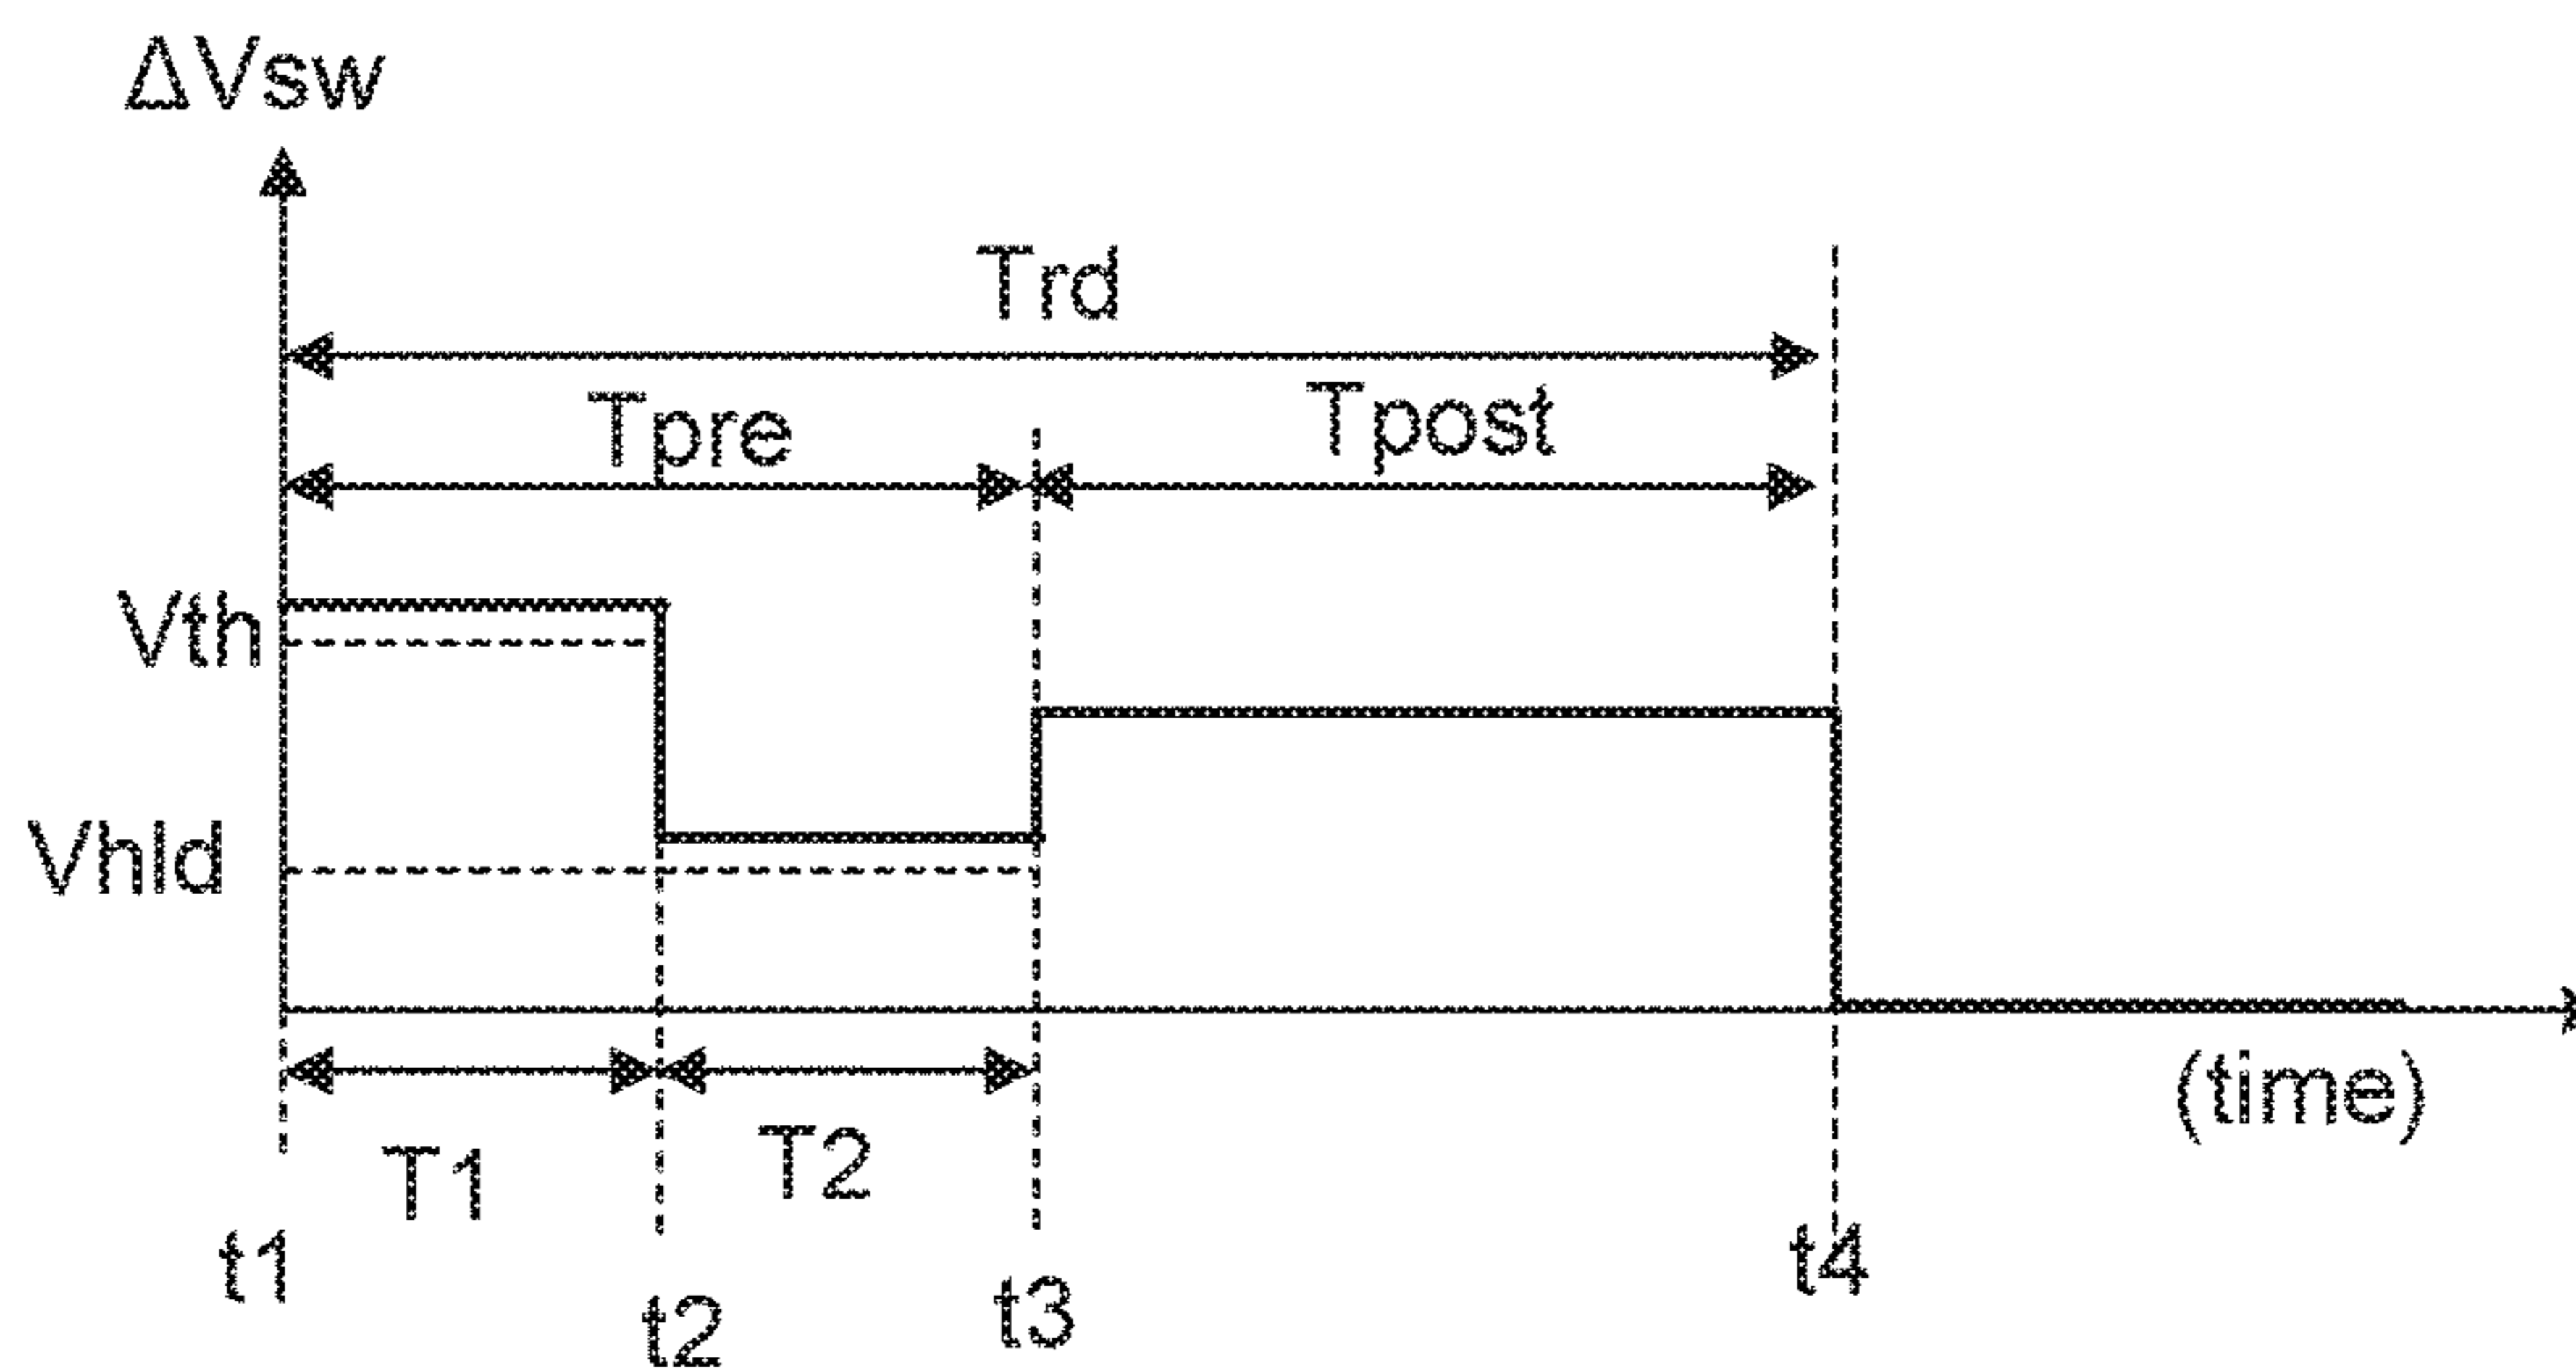 ΔVsw
Trd
Tpre
Tpost
Vth
Vhld
(time)
T1
T2
t1
t2
t3
t4